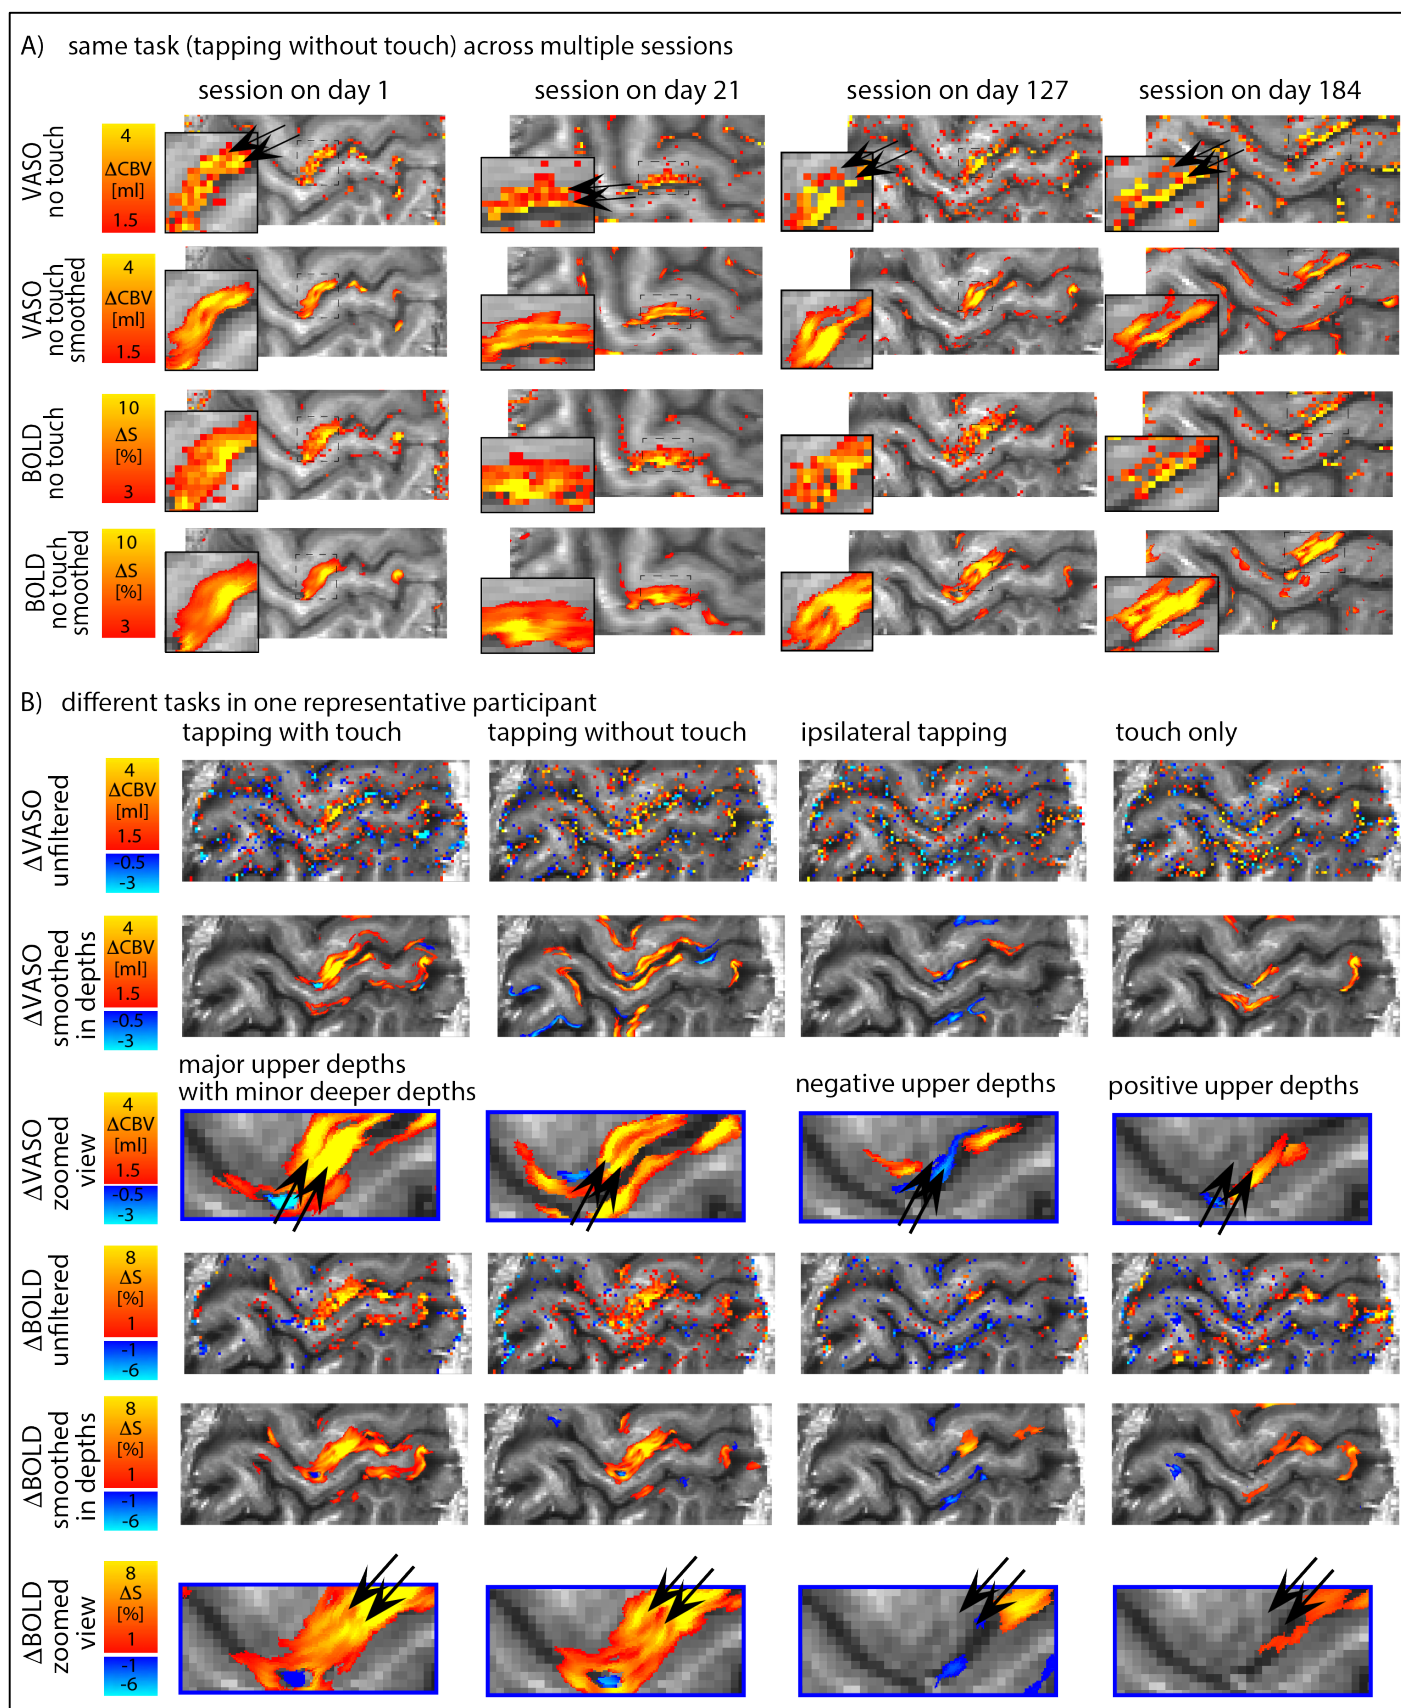 A) same task (tapping without touch) across multiple sessions
session on day 1
session on day 21
session on day 127
session on day 184
VASO
no touch
4
ΔCBV
[ml]
1.5
VASO
no touch
smoothed
4
ΔCBV
[ml]
1.5
BOLD
no touch
10
ΔS
[%]
3
BOLD
no touch
smoothed
10
ΔS
[%]
3
B) different tasks in one representative participant
tapping with touch
tapping without touch
ipsilateral tapping
touch only
ΔVASO
unfiltered
4
ΔCBV
[ml]
1.5
-0.5
-3
ΔVASO
smoothed
in depths
4
ΔCBV
[ml]
1.5
-0.5
-3
major upper depths
with minor deeper depths
negative upper depths
positive upper depths
ΔVASO
zoomed
view
4
ΔCBV
[ml]
1.5
-0.5
-3
ΔBOLD
unfiltered
8
ΔS
[%]
1
-1
-6
ΔBOLD
smoothed
in depths
8
ΔS
[%]
1
-1
-6
ΔBOLD
zoomed
view
8
ΔS
[%]
1
-1
-6